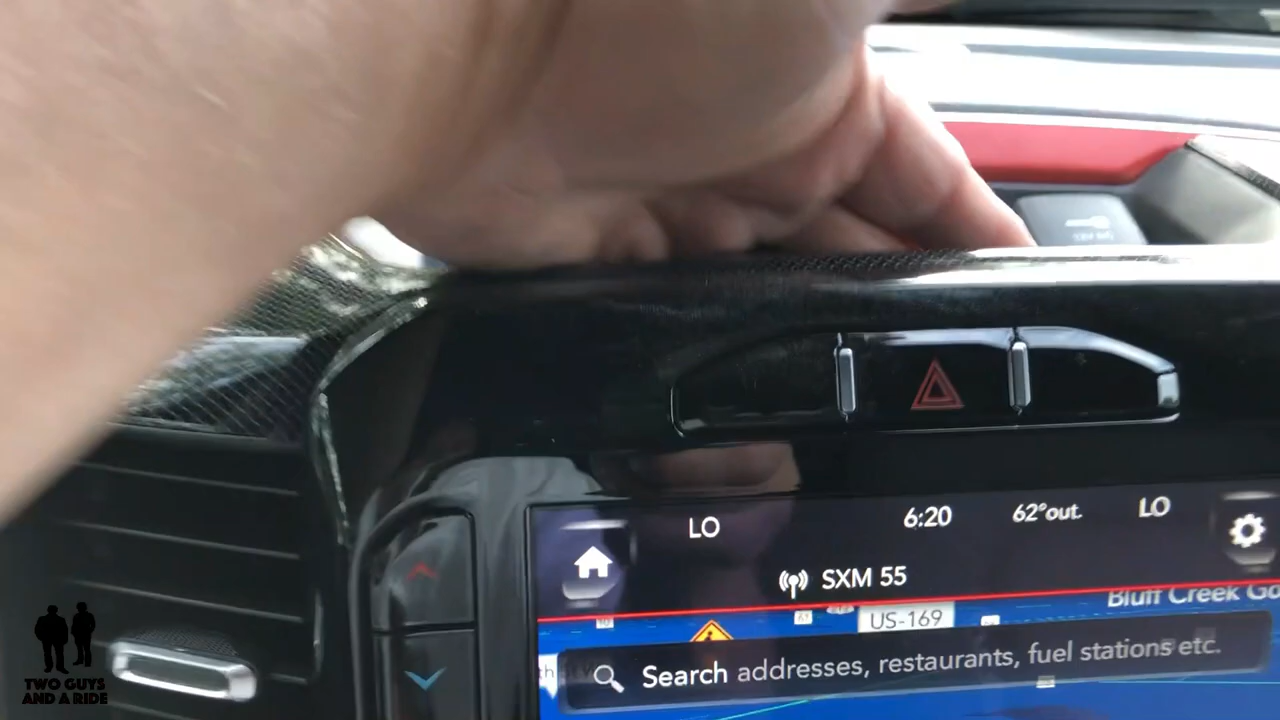 LO
6:20
62°out.
LO
SXM 55
Bluff Creek Go
US-169
Search addresses, restaurants, fuel stations etc.
TWO GUYS
AND A RIDE